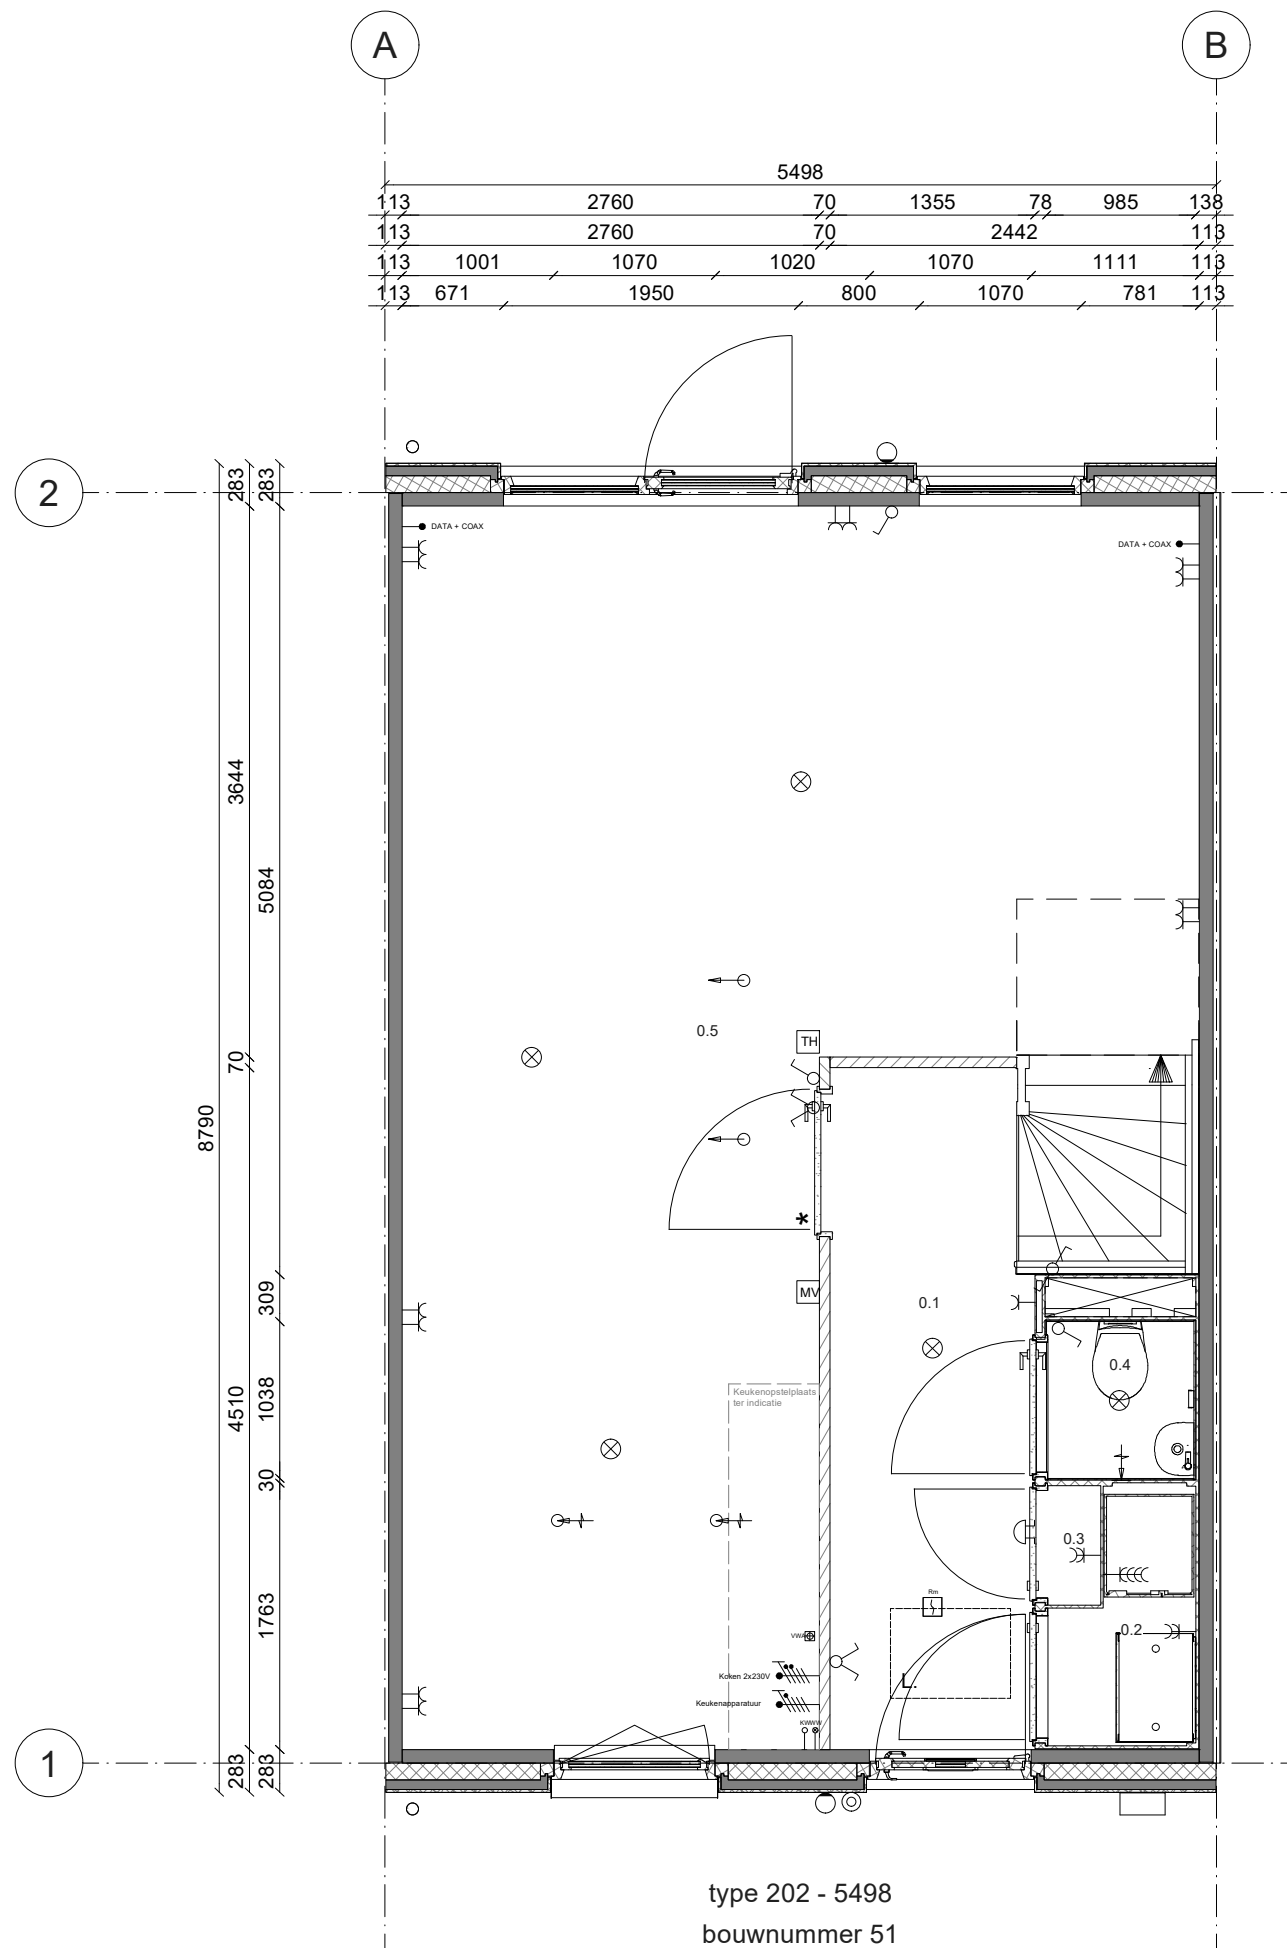 A
B
5498
113 2760 70 1355 78 985 138
113 2760 70 2442 113
113 1001 1070 1020 1070 1111 113
113 671 1950 800 1070 781 113
2
283 283
DATA + COAX
DATA + COAX
3644
5084
0.5
TH
70
8790
309
MV
0.1
0.4
Keukenopstelplaats
ter indicatie
1038
4510
30
0.3
Rm
1763
0.2
VWA
Koken 2x230V
L.
Keukenapparatuur
KWWW
1
283 283
type 202 - 5498
bouwnummer 51